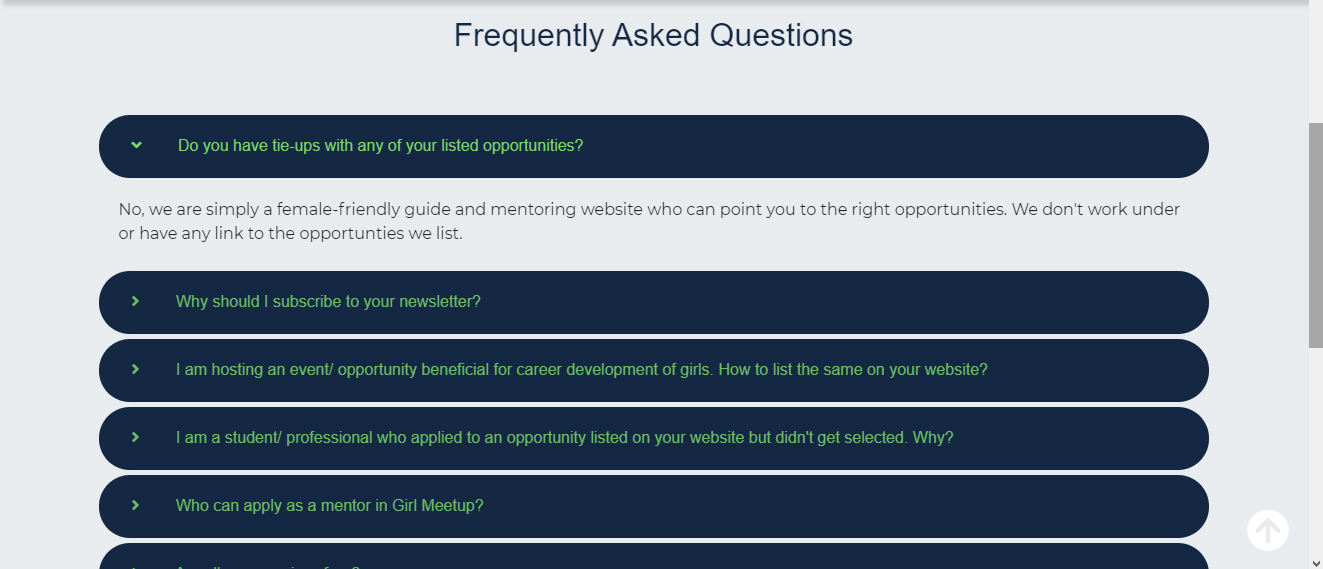 Frequently Asked Questions
Do you have tie-ups with any of your listed opportunities?
No, we are simply a female-friendly guide and mentoring website who can point you to the right opportunities. We don't work under
or have any link to the opportunties we list.
Why should I subscribe to your newsletter?
I am hosting an event/ opportunity beneficial for career development of girls. How to list the same on your website?
I am a student/ professional who applied to an opportunity listed on your website but didn't get selected. Why?
Who can apply as a mentor in Girl Meetup?